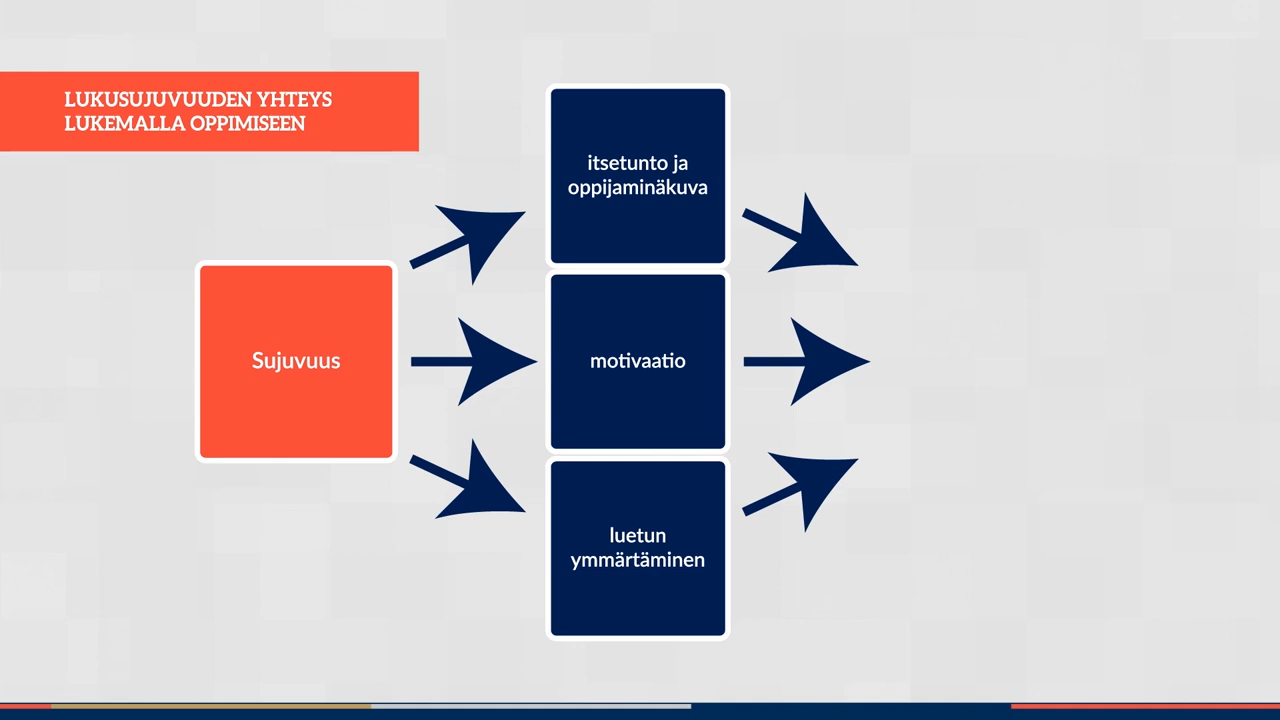 LUKUSUJUVUUDEN YHTEYS
LUKEMALLA OPPIMISEEN
Sujuvuus
itsetunto ja
oppijaminäkuva
motivaatio
luetun
ymmärtäminen